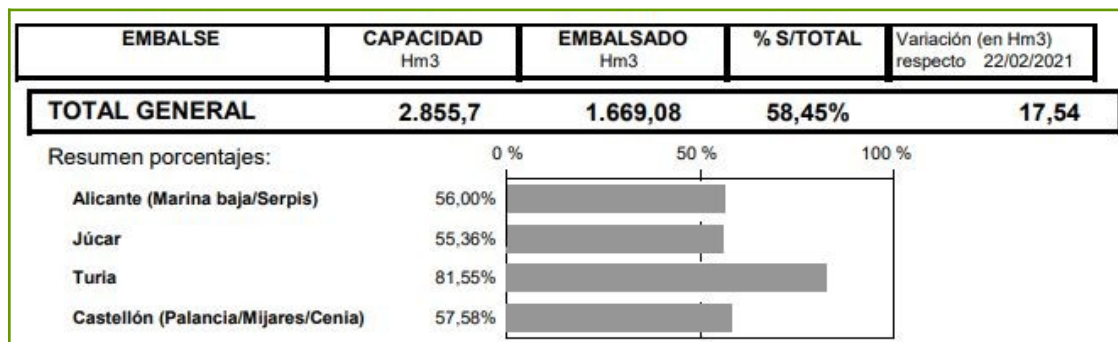 EMBALSE CAPACIDAD EMBALSADO % S/TOTAL Variación (en Hm3)
Hm3 Hm3 respecto 22/02/2021
TOTAL GENERAL 2.855,7 1.669,08 58,45% 17,54
Resumen porcentajes: 0 % 50 % 100 %
Alicante (Marina baja/Serpis) 56,00%
Júcar 55,36%
Turia 81,55%
Castellón (Palancia/Mijares/Cenia) 57,58%